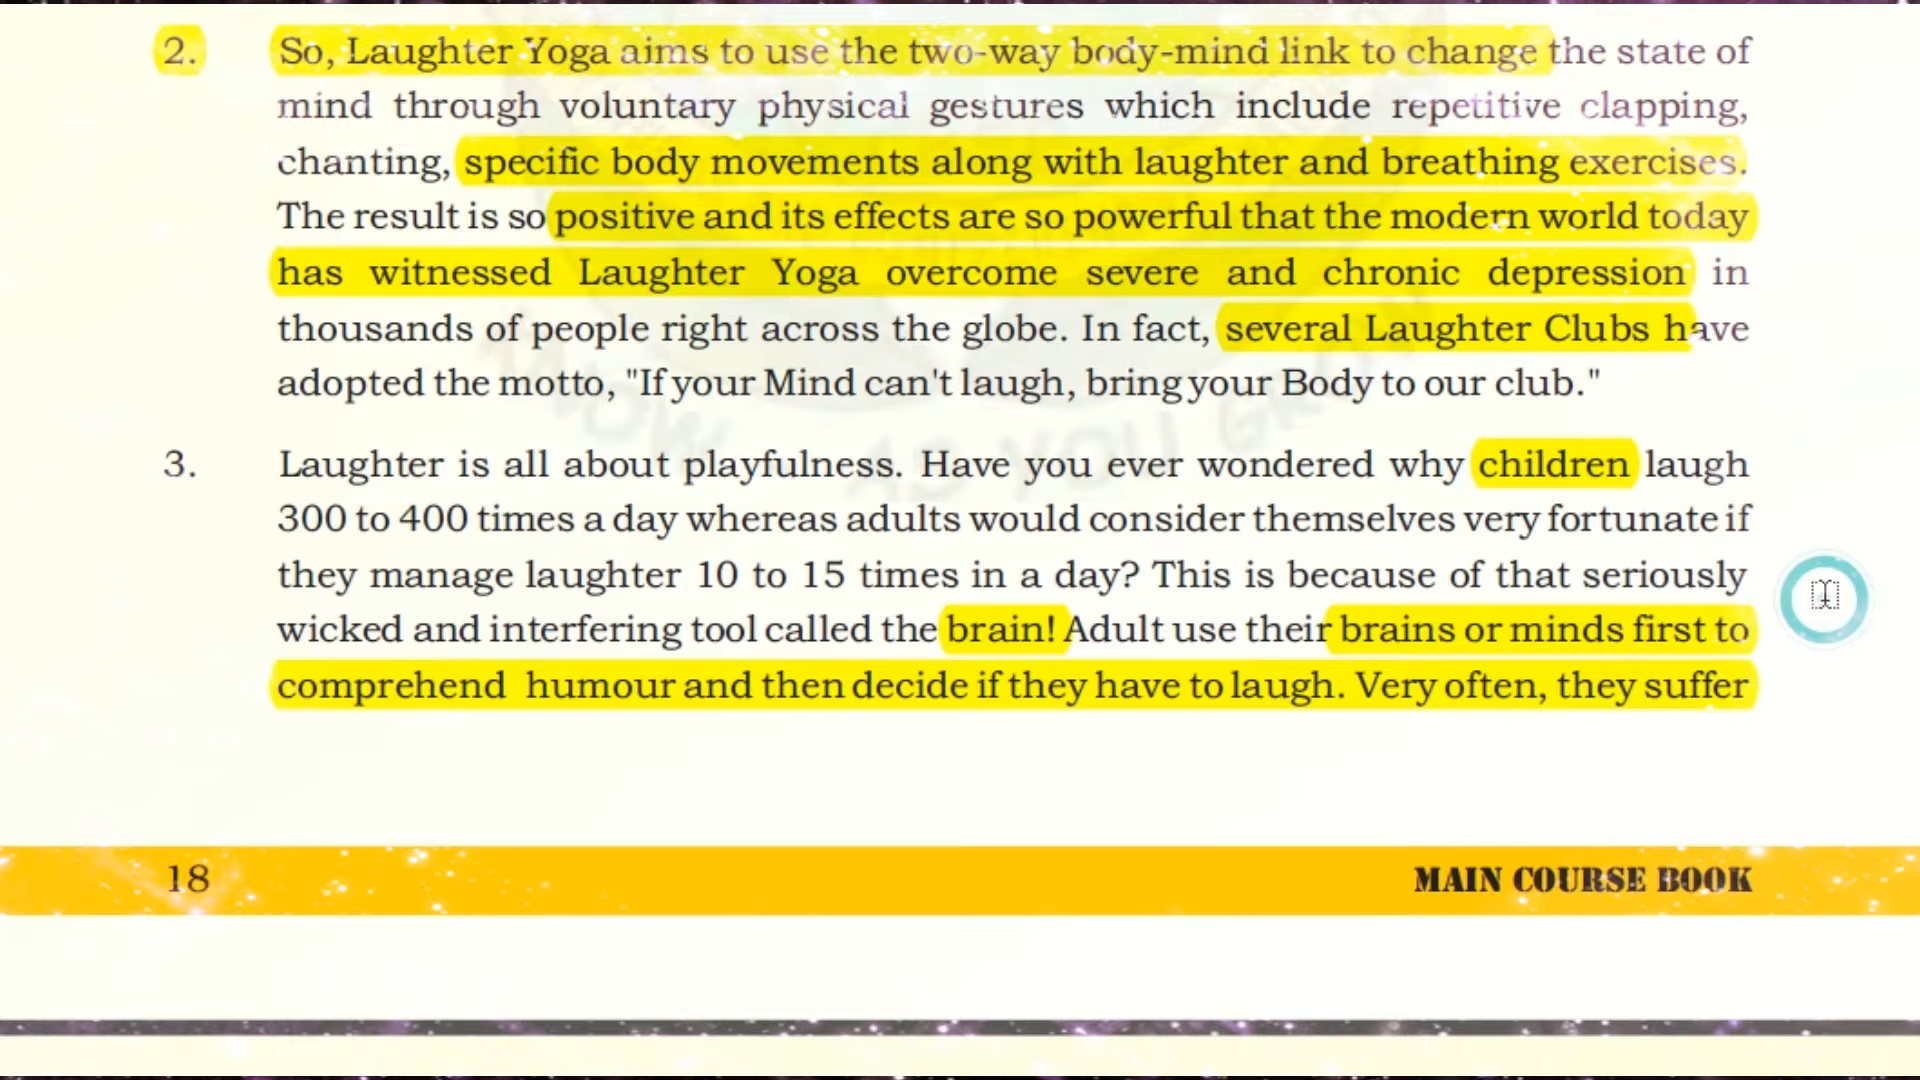 2. So, Laughter Yoga aims to use the two-way body-mind link to change the state of
mind through voluntary physical gestures which include repetitive clapping,
chanting, specific body movements along with laughter and breathing exercises.
The result is so positive and its effects are so powerful that the modern world today
has witnessed Laughter Yoga overcome severe and chronic depression in
thousands of people right across the globe. In fact, several Laughter Clubs have
adopted the motto, "If your Mind can't laugh, bring your Body to our club."
3. Laughter is all about playfulness. Have you ever wondered why children laugh
300 to 400 times a day whereas adults would consider themselves very fortunate if
they manage laughter 10 to 15 times in a day? This is because of that seriously
wicked and interfering tool called the brain! Adult use their brains or minds first to
comprehend humour and then decide if they have to laugh. Very often, they suffer
18 MAIN COURSE BOOK
AS YOU